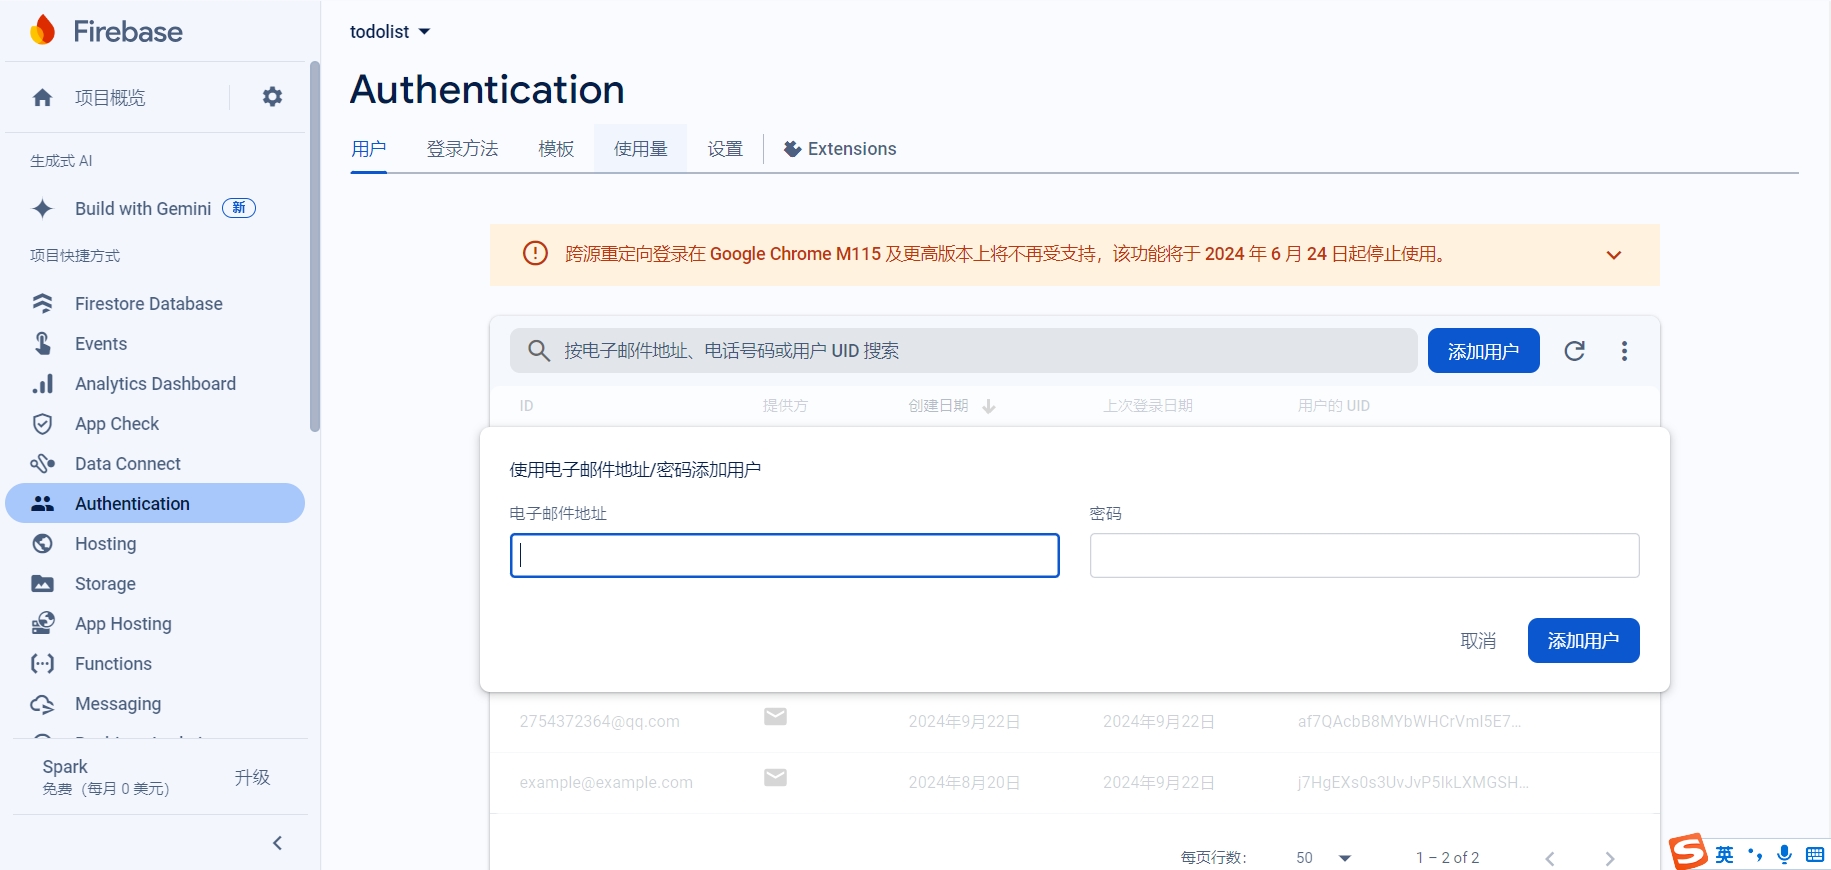 Firebase
项目概览
生成式 AI
Build with Gemini 新
项目快捷方式
Firestore Database
Events
Analytics Dashboard
App Check
Data Connect
Authentication
Hosting
Storage
App Hosting
Functions
Messaging
Spark
免费（每月 0 美元）
升级
todolist
Authentication
用户 登录方法 模板 使用量 设置 Extensions
跨源重定向登录在 Google Chrome M115 及更高版本上将不再受支持，该功能将于 2024 年 6 月 24 日起停止使用。
按电子邮件地址、电话号码或用户 UID 搜索 添加用户
ID 提供方 创建日期 上次登录日期 用户的 UID
使用电子邮件地址/密码添加用户
电子邮件地址 密码
取消 添加用户
2754372364@qq.com 2024年9月22日 2024年9月22日 af7QAcbB8MYbWHCrVmI5E7...
example@example.com 2024年8月20日 2024年9月22日 j7HgEXs0s3UvJvP5IkLXMGSH...
每页行数： 50 1 – 2 of 2
S 英